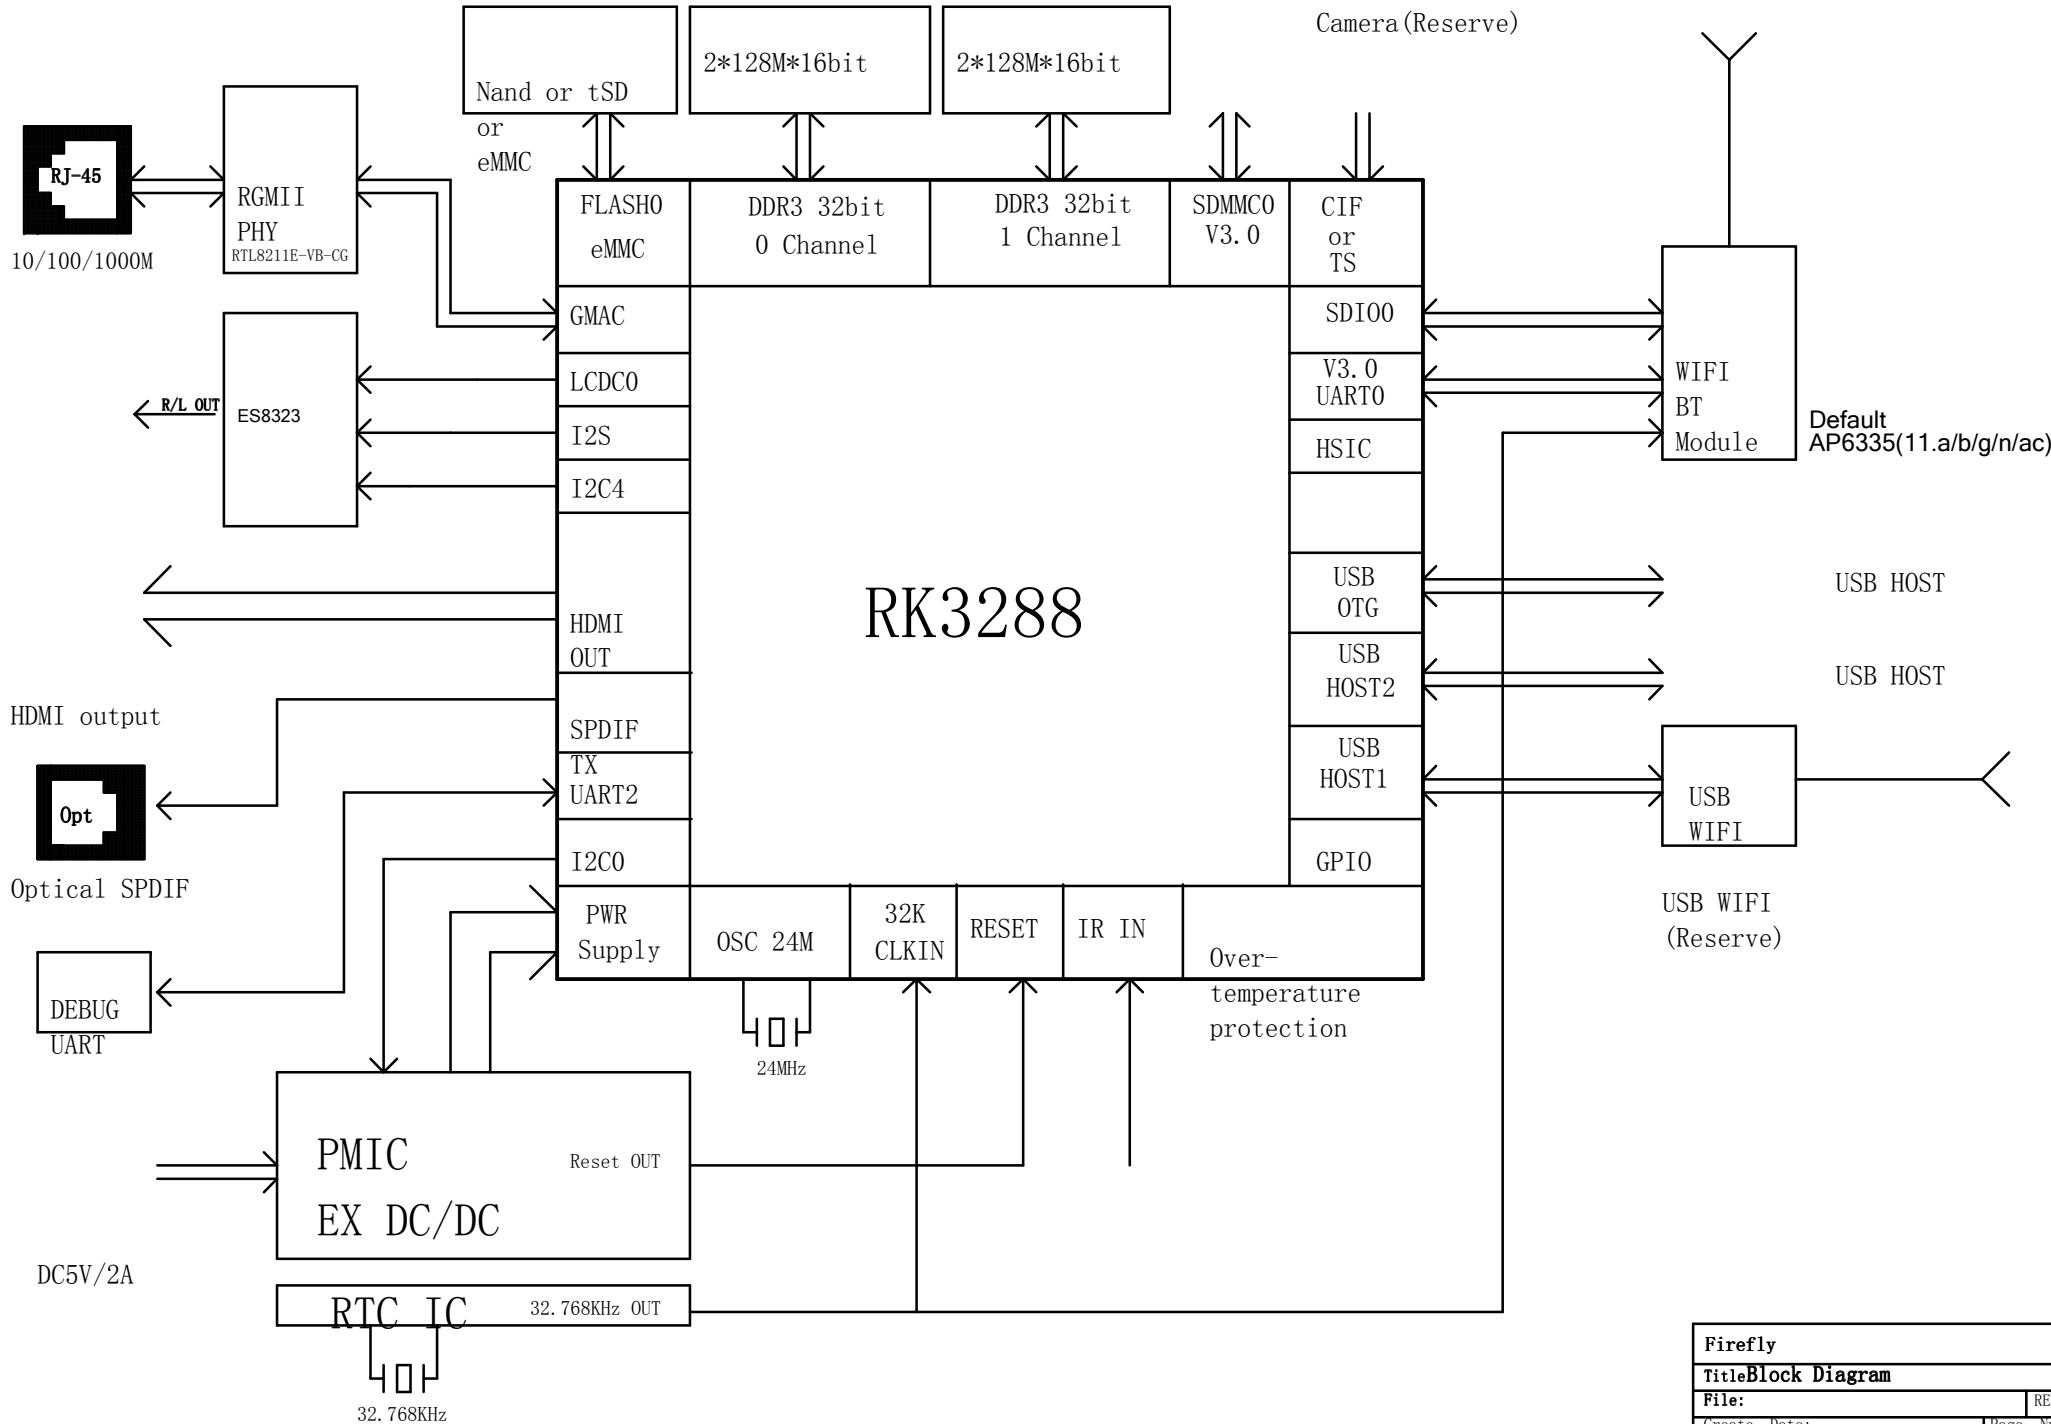 Camera(Reserve)
2*128M*16bit
2*128M*16bit
Nand or tSD
or
eMMC
RJ-45
10/100/1000M
RGMII
PHY
RTL8211E-VB-CG
FLASH0
eMMC
DDR3 32bit
0 Channel
DDR3 32bit
1 Channel
SDMMC0
V3.0
CIF
or
TS
GMAC
SDIO0
V3.0
UART0
LCDC0
I2S
I2C4
ES8323
R/L OUT
HSIC
WIFI
BT
Module
Default
AP6335(11.a/b/g/n/ac)
RK3288
HDMI
OUT
USB
OTG
USB HOST
USB
HOST2
USB HOST
HDMI output
SPDIF
TX
UART2
USB
HOST1
USB
WIFI
Opt
Optical SPDIF
I2C0
GPIO
USB WIFI
(Reserve)
PWR
Supply
OSC 24M
32K
CLKIN
RESET
IR IN
Over-
temperature
protection
DEBUG
UART
24MHz
PMIC
EX DC/DC
Reset OUT
DC5V/2A
RTC IC
32.768KHz OUT
32.768KHz
Firefly
TitleBlock Diagram
File: